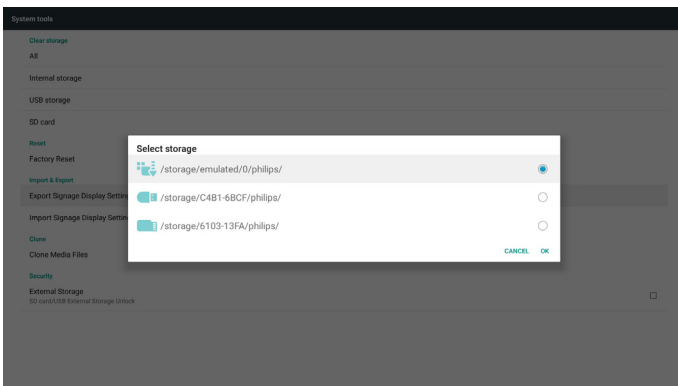 System tools
Clear storage
All
Internal storage
USB storage
SD card
Reset
Factory Reset
Import & Export
Export Signage Display Settin
Import Signage Display Settin
Clone
Clone Media Files
Security
External Storage
SD card/USB External Storage Unlock
Select storage
/storage/emulated/0/philips/
/storage/C4B1-6BCF/philips/
/storage/6103-13FA/philips/
CANCEL OK